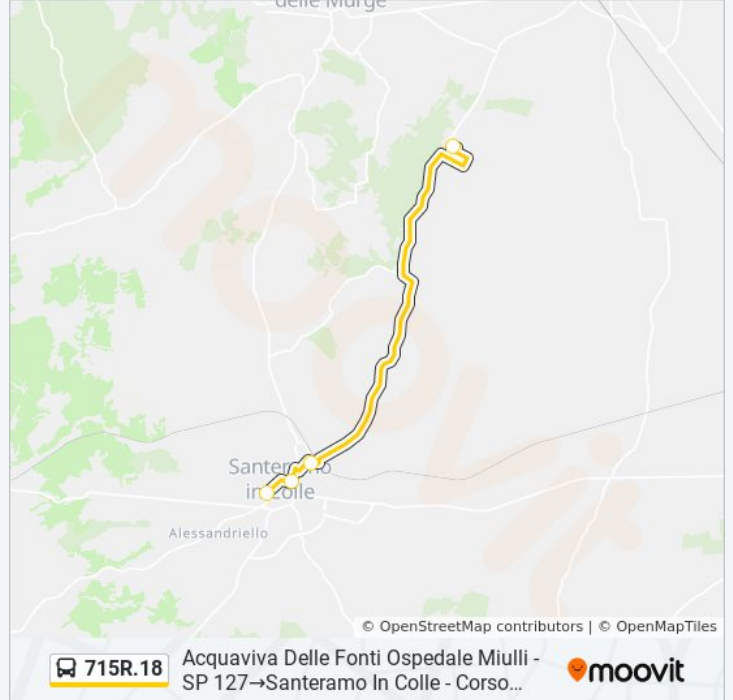 delle Murge
moovit
Santeramo
in Colle
Alessandriello
© OpenStreetMap contributors | © OpenMapTiles
715R.18
Acquaviva Delle Fonti Ospedale Miulli -
SP 127→Santeramo In Colle - Corso...
moovit